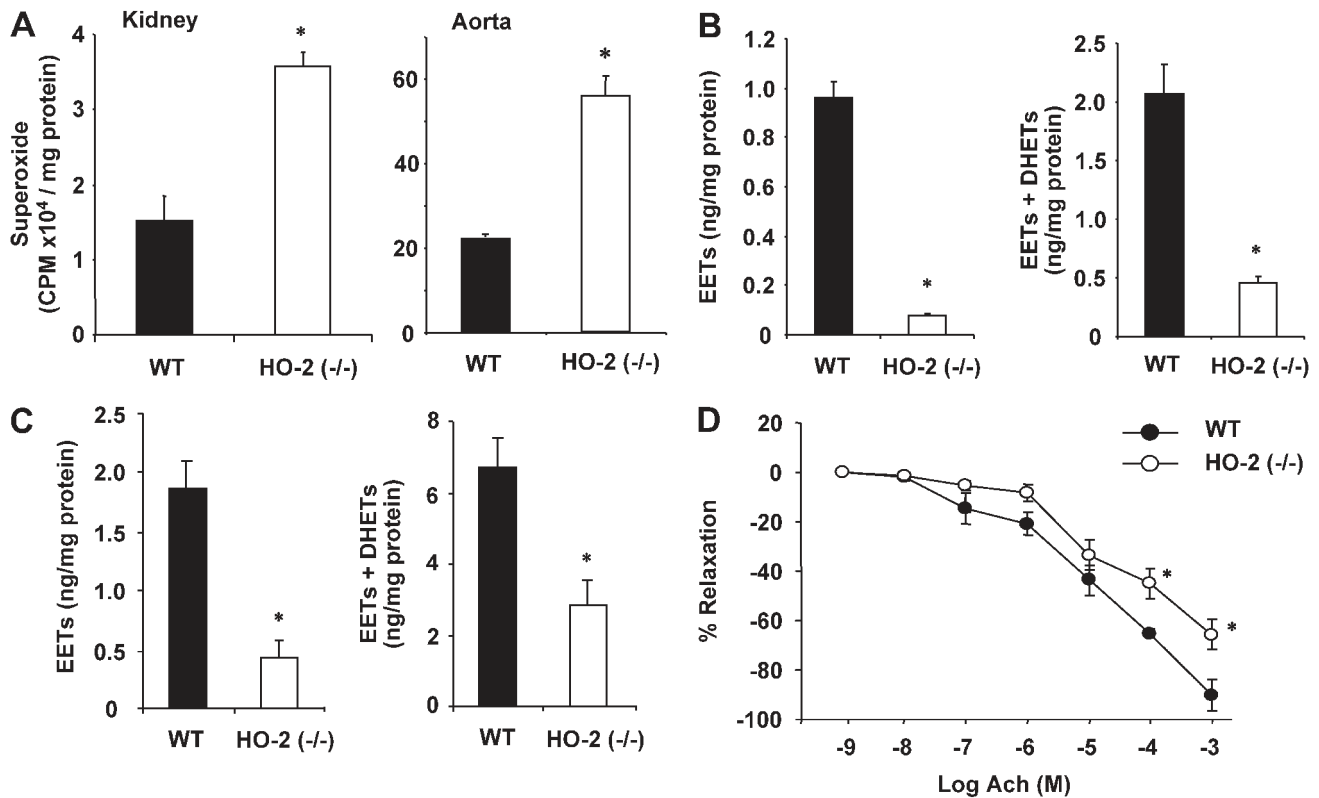 A
Kidney
Aorta
Superoxide
(CPM x10⁴ / mg protein)
4
3
2
1
0
*
WT
HO-2 (-/-)
60
40
20
0
*
WT
HO-2 (-/-)
B
EETs (ng/mg protein)
1.2
1.0
0.8
0.6
0.4
0.2
0
*
WT
HO-2 (-/-)
EETs + DHETs
(ng/mg protein)
2.5
2.0
1.5
1.0
0.5
0
*
WT
HO-2 (-/-)
C
EETs (ng/mg protein)
2.5
2.0
1.5
1.0
0.5
0
*
WT
HO-2 (-/-)
EETs + DHETs
(ng/mg protein)
8
6
4
2
0
*
WT
HO-2 (-/-)
D
% Relaxation
20
0
-20
-40
-60
-80
-100
WT
HO-2 (-/-)
*
*
-9 -8 -7 -6 -5 -4 -3
Log Ach (M)